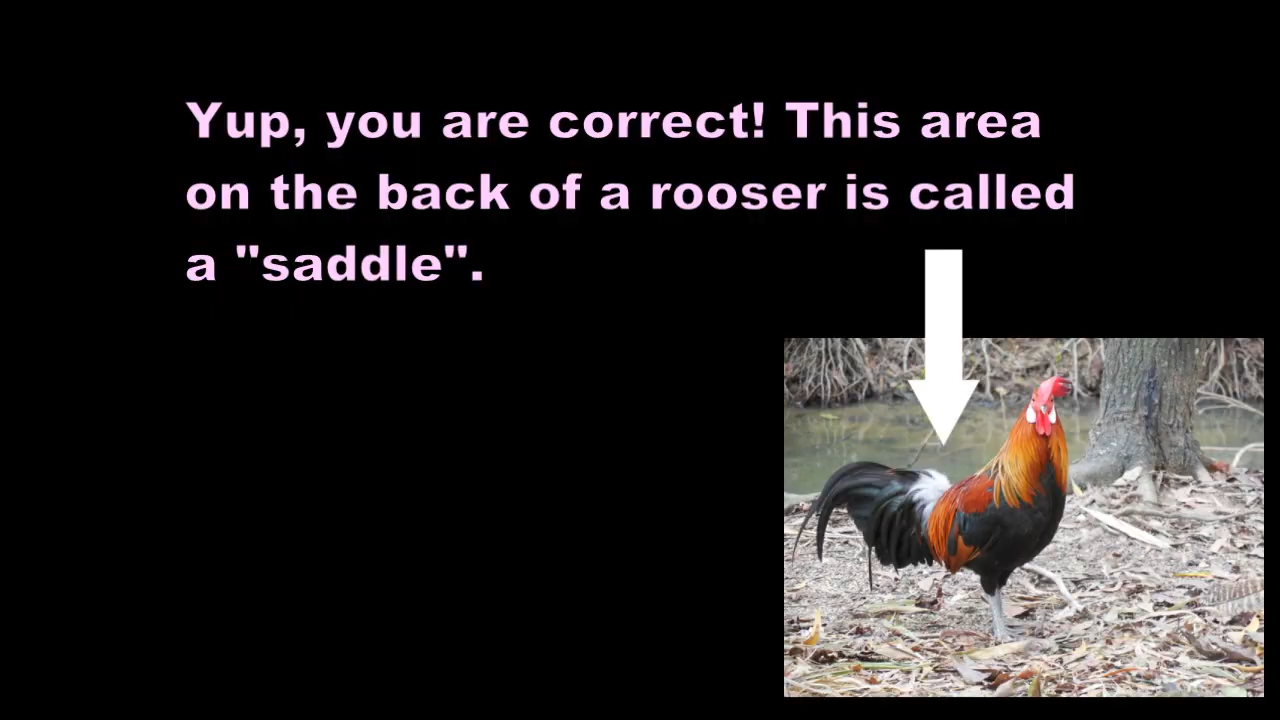 Yup, you are correct! This area
on the back of a rooser is called
a "saddle".